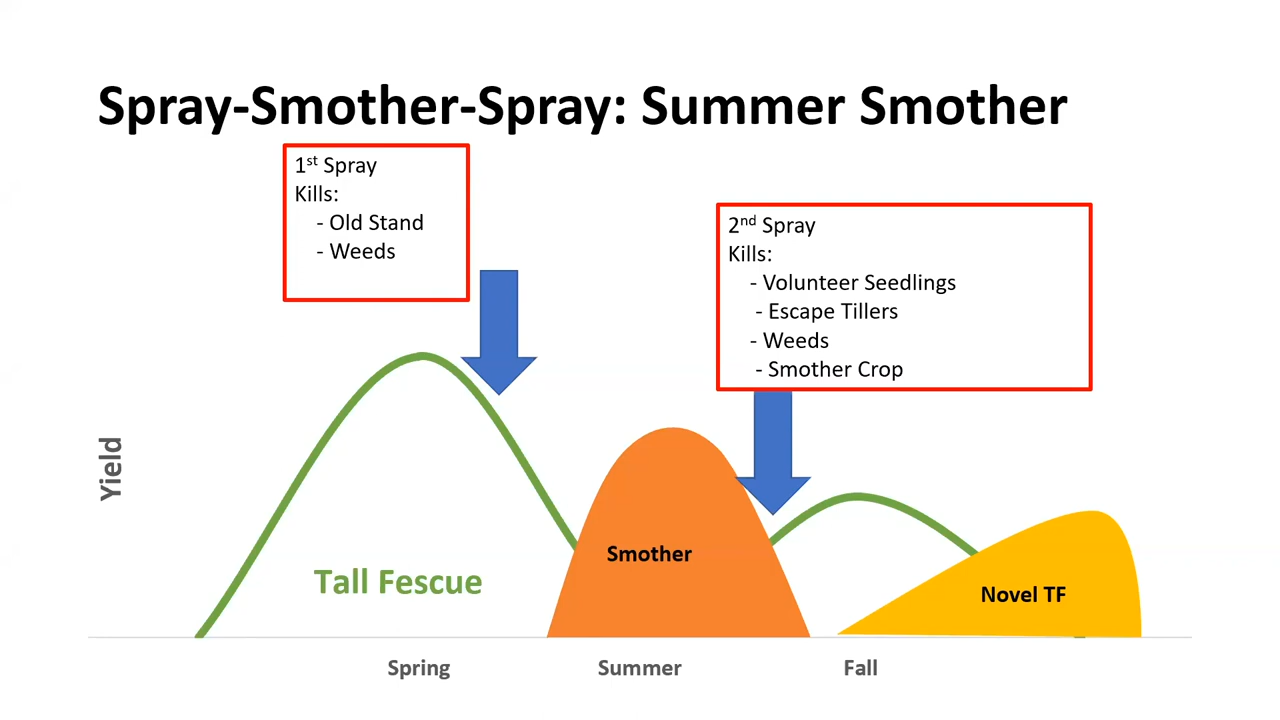 Spray-Smother-Spray: Summer Smother
1st Spray
Kills:
- Old Stand
- Weeds
2nd Spray
Kills:
- Volunteer Seedlings
- Escape Tillers
- Weeds
- Smother Crop
Yield
Tall Fescue
Smother
Novel TF
Spring
Summer
Fall